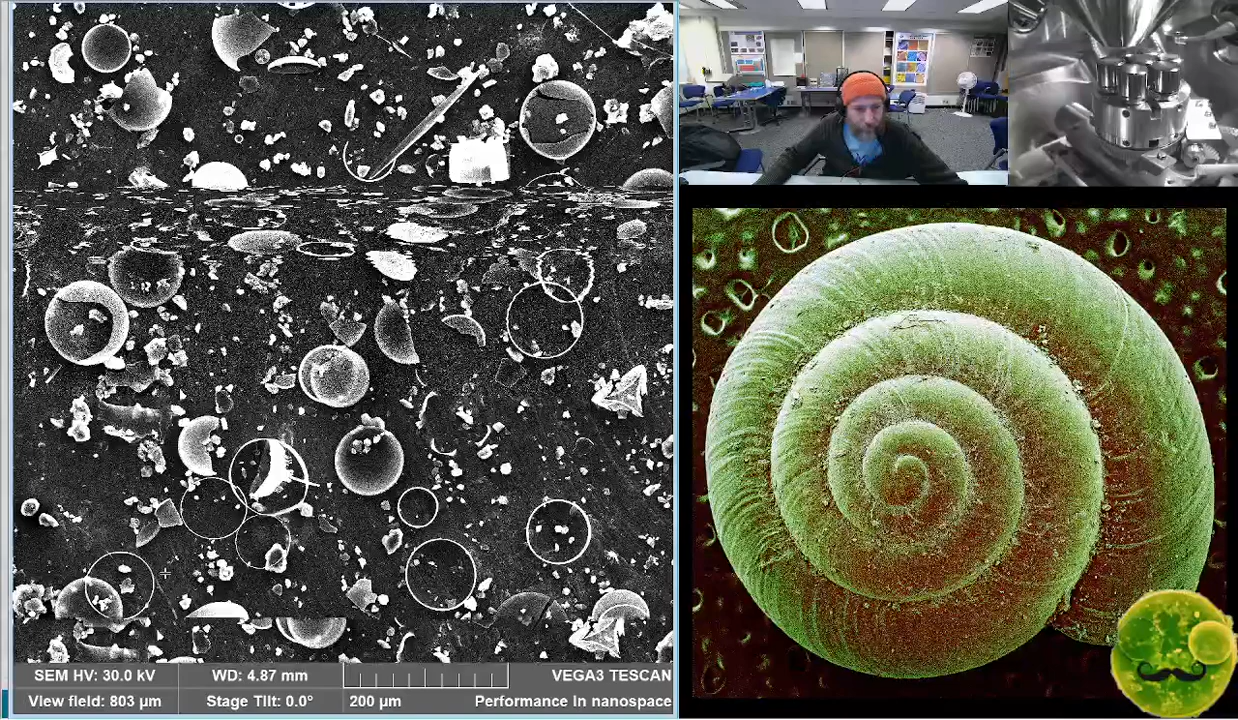 SEM HV: 30.0 kV
WD: 4.87 mm
VEGA3 TESCAN
View field: 803 µm
Stage Tilt: 0.0°
200 µm
Performance In nanospace